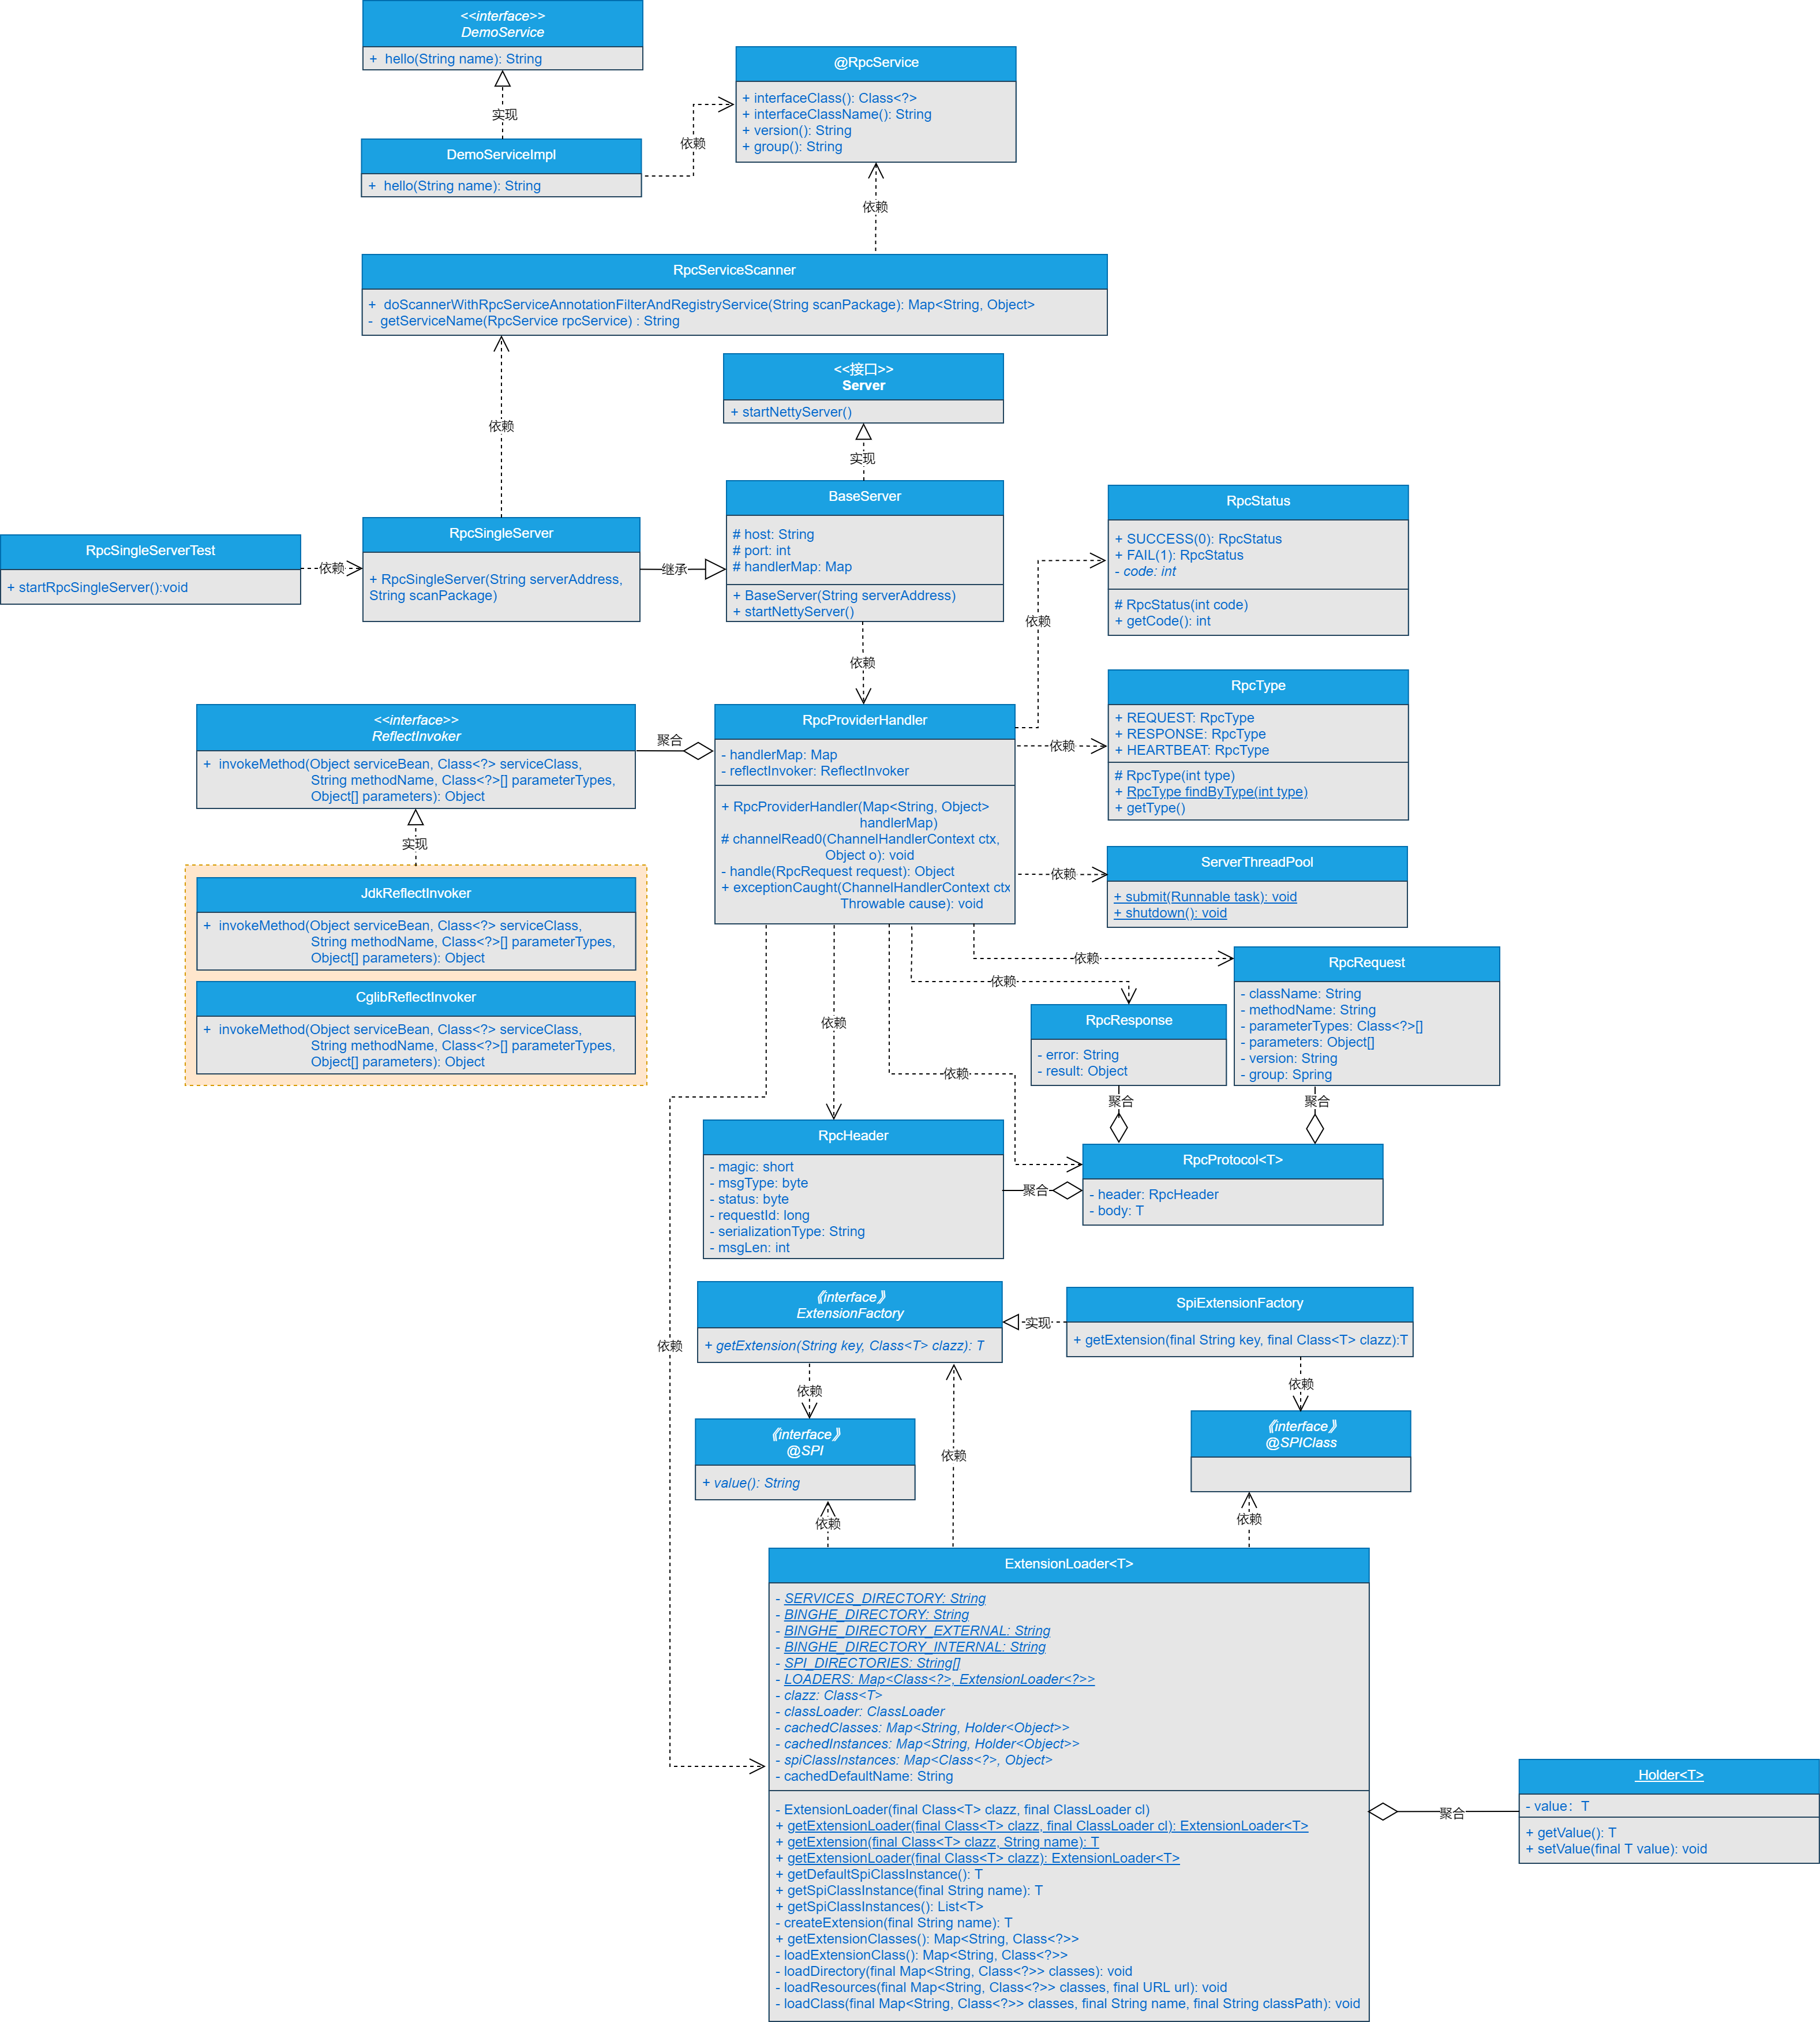 <<interface>>
DemoService
+ hello(String name): String
实现
DemoServiceImpl
+ hello(String name): String
依赖
@RpcService
+ interfaceClass(): Class<?>
+ interfaceClassName(): String
+ version(): String
+ group(): String
依赖
RpcServiceScanner
+ doScannerWithRpcServiceAnnotationFilterAndRegistryService(String scanPackage): Map<String, Object>
- getServiceName(RpcService rpcService) : String
依赖
<<接口>>
Server
+ startNettyServer()
实现
RpcSingleServerTest
+ startRpcSingleServer():void
依赖
RpcSingleServer
+ RpcSingleServer(String serverAddress,
String scanPackage)
继承
BaseServer
# host: String
# port: int
# handlerMap: Map
+ BaseServer(String serverAddress)
+ startNettyServer()
依赖
RpcStatus
+ SUCCESS(0): RpcStatus
+ FAIL(1): RpcStatus
- code: int
# RpcStatus(int code)
+ getCode(): int
依赖
RpcType
+ REQUEST: RpcType
+ RESPONSE: RpcType
+ HEARTBEAT: RpcType
# RpcType(int type)
+ RpcType findByType(int type)
+ getType()
依赖
<<interface>>
ReflectInvoker
+ invokeMethod(Object serviceBean, Class<?> serviceClass,
String methodName, Class<?>[] parameterTypes,
Object[] parameters): Object
聚合
实现
JdkReflectInvoker
+ invokeMethod(Object serviceBean, Class<?> serviceClass,
String methodName, Class<?>[] parameterTypes,
Object[] parameters): Object
CglibReflectInvoker
+ invokeMethod(Object serviceBean, Class<?> serviceClass,
String methodName, Class<?>[] parameterTypes,
Object[] parameters): Object
RpcProviderHandler
- handlerMap: Map
- reflectInvoker: ReflectInvoker
+ RpcProviderHandler(Map<String, Object>
handlerMap)
# channelRead0(ChannelHandlerContext ctx,
Object o): void
- handle(RpcRequest request): Object
+ exceptionCaught(ChannelHandlerContext ctx
Throwable cause): void
依赖
ServerThreadPool
+ submit(Runnable task): void
+ shutdown(): void
依赖
RpcRequest
- className: String
- methodName: String
- parameterTypes: Class<?>[]
- parameters: Object[]
- version: String
- group: Spring
依赖
RpcResponse
- error: String
- result: Object
依赖
依赖
聚合
聚合
RpcHeader
- magic: short
- msgType: byte
- status: byte
- requestId: long
- serializationType: String
- msgLen: int
聚合
RpcProtocol<T>
- header: RpcHeader
- body: T
依赖
《interface》
ExtensionFactory
+ getExtension(String key, Class<T> clazz): T
实现
SpiExtensionFactory
+ getExtension(final String key, final Class<T> clazz):T
依赖
依赖
《interface》
@SPI
+ value(): String
依赖
《interface》
@SPIClass
依赖
依赖
ExtensionLoader<T>
- SERVICES_DIRECTORY: String
- BINGHE_DIRECTORY: String
- BINGHE_DIRECTORY_EXTERNAL: String
- BINGHE_DIRECTORY_INTERNAL: String
- SPI_DIRECTORIES: String[]
- LOADERS: Map<Class<?>, ExtensionLoader<?>>
- clazz: Class<T>
- classLoader: ClassLoader
- cachedClasses: Map<String, Holder<Object>>
- cachedInstances: Map<String, Holder<Object>>
- spiClassInstances: Map<Class<?>, Object>
- cachedDefaultName: String
- ExtensionLoader(final Class<T> clazz, final ClassLoader cl)
+ getExtensionLoader(final Class<T> clazz, final ClassLoader cl): ExtensionLoader<T>
+ getExtension(final Class<T> clazz, String name): T
+ getExtensionLoader(final Class<T> clazz): ExtensionLoader<T>
+ getDefaultSpiClassInstance(): T
+ getSpiClassInstance(final String name): T
+ getSpiClassInstances(): List<T>
- createExtension(final String name): T
+ getExtensionClasses(): Map<String, Class<?>>
- loadExtensionClass(): Map<String, Class<?>>
- loadDirectory(final Map<String, Class<?>> classes): void
- loadResources(final Map<String, Class<?>> classes, final URL url): void
- loadClass(final Map<String, Class<?>> classes, final String name, final String classPath): void
聚合
Holder<T>
- value：T
+ getValue(): T
+ setValue(final T value): void